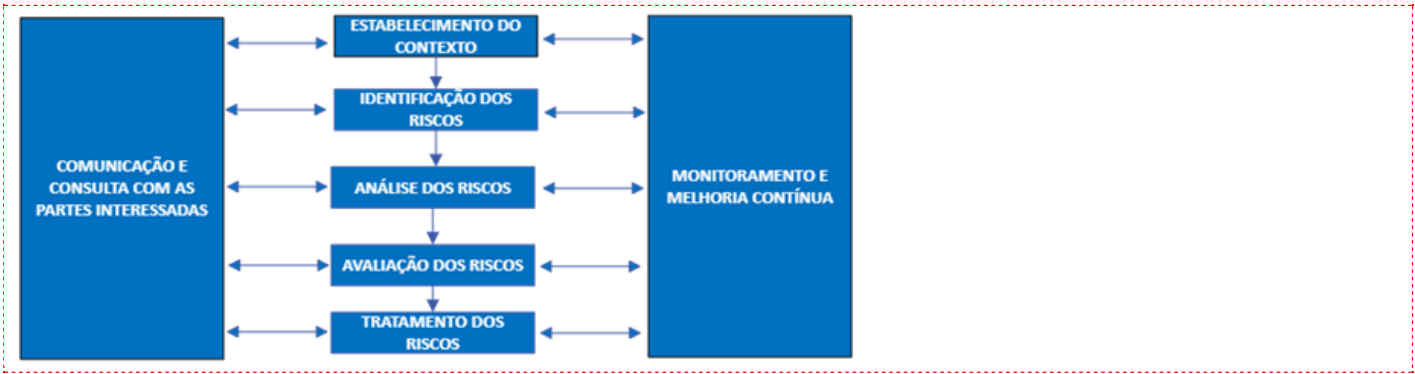 COMUNICAÇÃO E
CONSULTA COM AS
PARTES INTERESSADAS
ESTABELECIMENTO DO
CONTEXTO
IDENTIFICAÇÃO DOS
RISCOS
ANÁLISE DOS RISCOS
AVALIAÇÃO DOS RISCOS
TRATAMENTO DOS
RISCOS
MONITORAMENTO E
MELHORIA CONTÍNUA